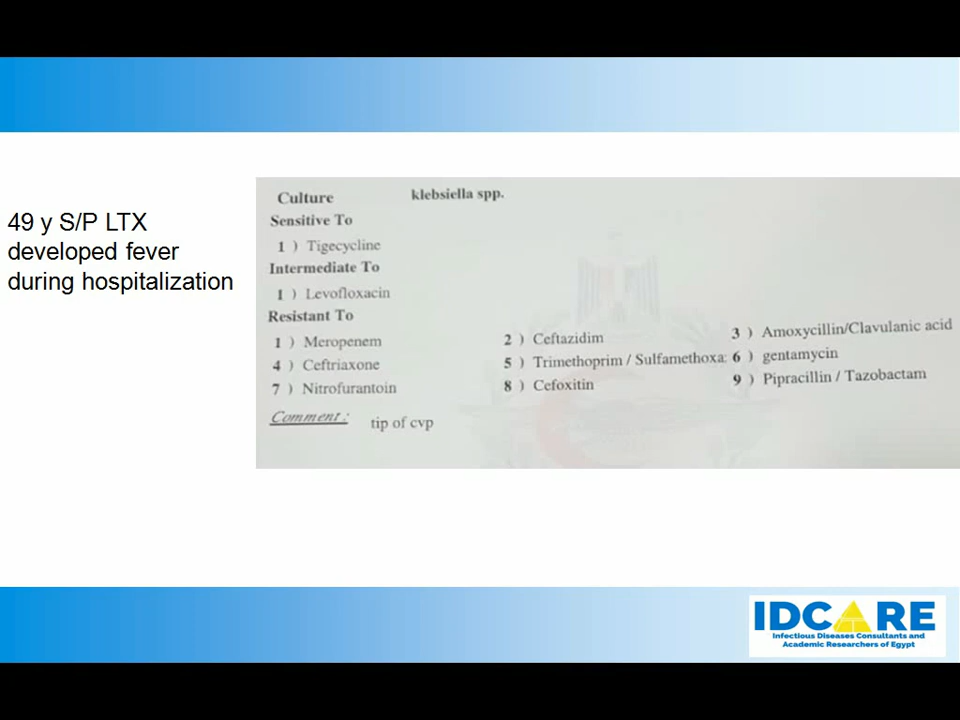 49 y S/P LTX
developed fever
during hospitalization
Culture klebsiella spp.
Sensitive To
1 ) Tigecycline
Intermediate To
1 ) Levofloxacin
Resistant To
1 ) Meropenem 2 ) Ceftazidim 3 ) Amoxycillin/Clavulanic acid
4 ) Ceftriaxone 5 ) Trimethoprim / Sulfamethoxa: 6 ) gentamycin
7 ) Nitrofurantoin 8 ) Cefoxitin 9 ) Pipracillin / Tazobactam
Comment : tip of cvp
IDCARE
Infectious Diseases Consultants and
Academic Researchers of Egypt